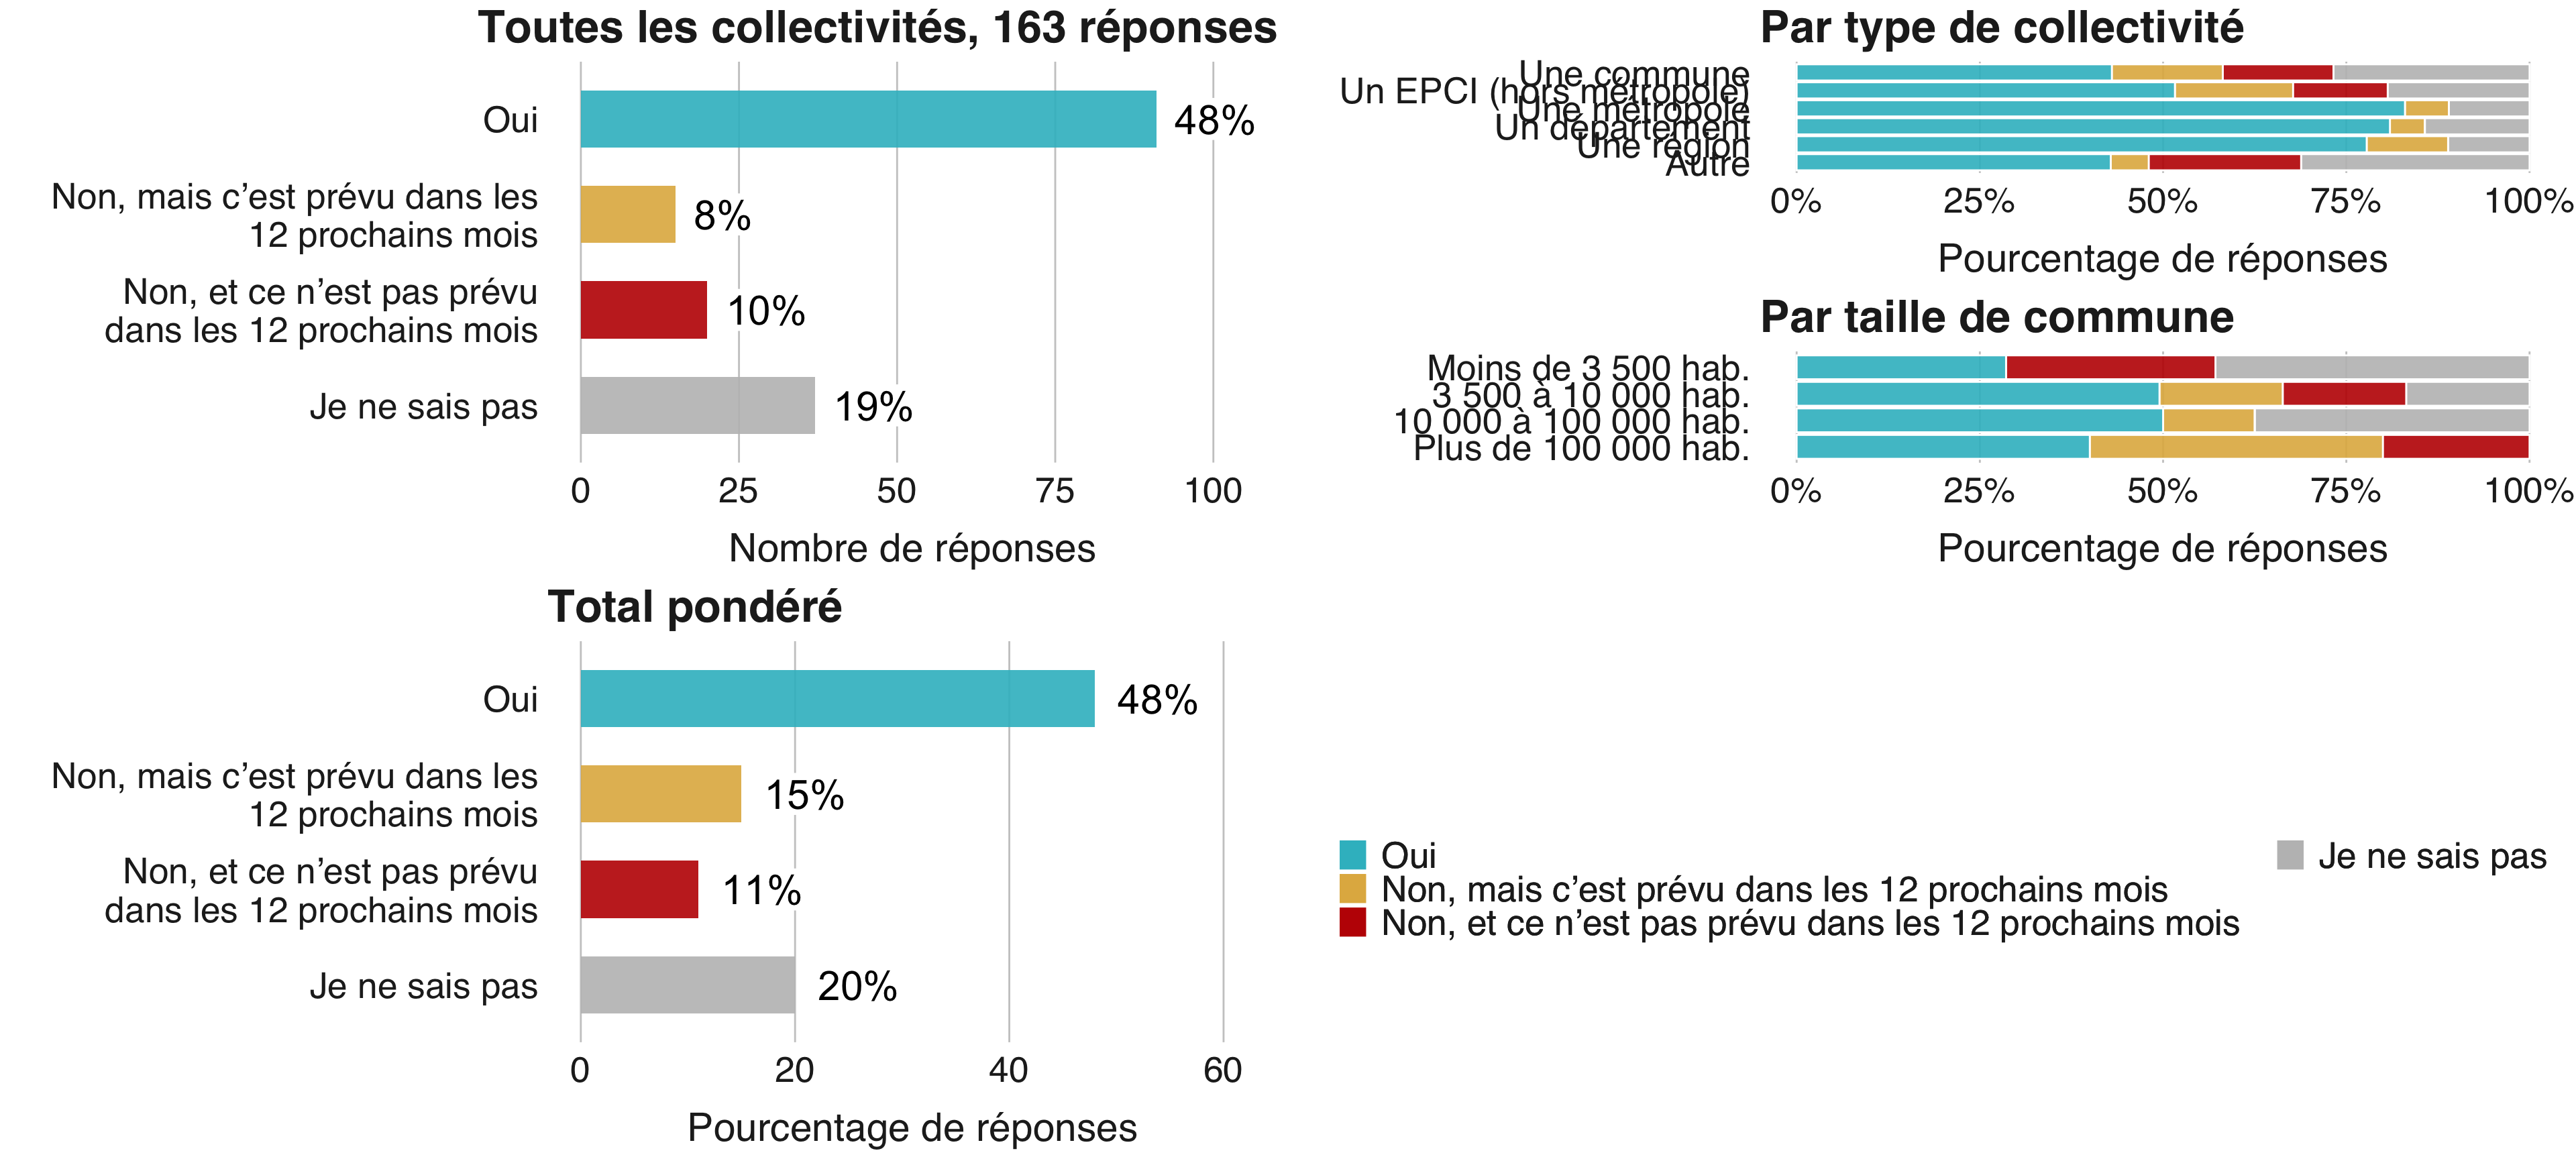 Toutes les collectivités, 163 réponses
Oui
48%
Non, mais c’est prévu dans les
12 prochains mois
8%
Non, et ce n’est pas prévu
dans les 12 prochains mois
10%
Je ne sais pas
19%
0 25 50 75 100
Nombre de réponses
Par type de collectivité
Une commune
Un EPCI (hors métropole)
Une métropole
Un département
Une région
Autre
0% 25% 50% 75% 100%
Pourcentage de réponses
Par taille de commune
Moins de 3 500 hab.
3 500 à 10 000 hab.
10 000 à 100 000 hab.
Plus de 100 000 hab.
0% 25% 50% 75% 100%
Pourcentage de réponses
Total pondéré
Oui
48%
Non, mais c’est prévu dans les
12 prochains mois
15%
Non, et ce n’est pas prévu
dans les 12 prochains mois
11%
Je ne sais pas
20%
0 20 40 60
Pourcentage de réponses
Oui
Non, mais c’est prévu dans les 12 prochains mois
Non, et ce n’est pas prévu dans les 12 prochains mois
Je ne sais pas